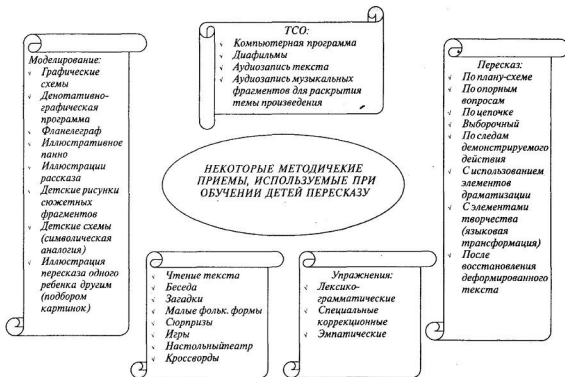 ТСО:
√ Компьютерная программа
√ Диафильмы
√ Аудиозапись текста
√ Аудиозапись музыкальных
фрагментов для раскрытия
темы произведения
Моделирование:
√ Графические
схемы
√ Денотативно-
графическая
программа
√ Фланелеграф
√ Иллюстративное
панно
√ Иллюстрации
рассказа
√ Детские рисунки
сюжетных
фрагментов
√ Детские схемы
(символическая
аналогия)
√ Иллюстрация
пересказа одного
ребенка другим
(подбором
картинок)
НЕКОТОРЫЕ МЕТОДИЧЕКИЕ
ПРИЕМЫ, ИСПОЛЬЗУЕМЫЕ ПРИ
ОБУЧЕНИИ ДЕТЕЙ ПЕРЕСКАЗУ
Пересказ:
√ По плану-схеме
√ По опорным
вопросам
√ По цепочке
√ Выборочный
√ По следам
демонстрируемого
действия
√ С использованием
элементов
драматизации
√ С элементами
творчества
(языковая
трансформация)
√ После
восстановления
деформированного
текста
√ Чтение текста
√ Беседа
√ Загадки
√ Малые фольк. формы
√ Сюрпризы
√ Игры
√ Настольныйтеатр
√ Кроссворды
Упражнения:
√ Лексико-
грамматические
√ Специальные
коррекционные
√ Эмпатические